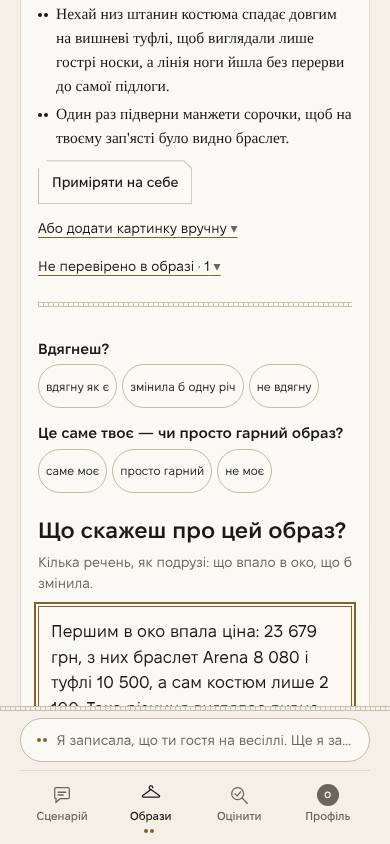 Нехай низ штанин костюма спадає довгим
на вишневі туфлі, щоб виглядали лише
гострі носки, а лінія ноги йшла без перерви
до самої підлоги.
Один раз підверни манжети сорочки, щоб на
твоєму зап'ясті було видно браслет.
Приміряти на себе
Або додати картинку вручну ▾
Не перевірено в образі · 1 ▾
Вдягнеш?
вдягну як є
змінила б одну річ
не вдягну
Це саме твоє — чи просто гарний образ?
саме моє
просто гарний
не моє
Що скажеш про цей образ?
Кілька речень, як подрузі: що впало в око, що б
змінила.
Першим в око впала ціна: 23 679
грн, з них браслет Arena 8 080 і
туфлі 10 500, а сам костюм лише 2
Я записала, що ти гостя на весіллі. Ще я за...
Сценарій
Образи
Оцінити
О
Профіль